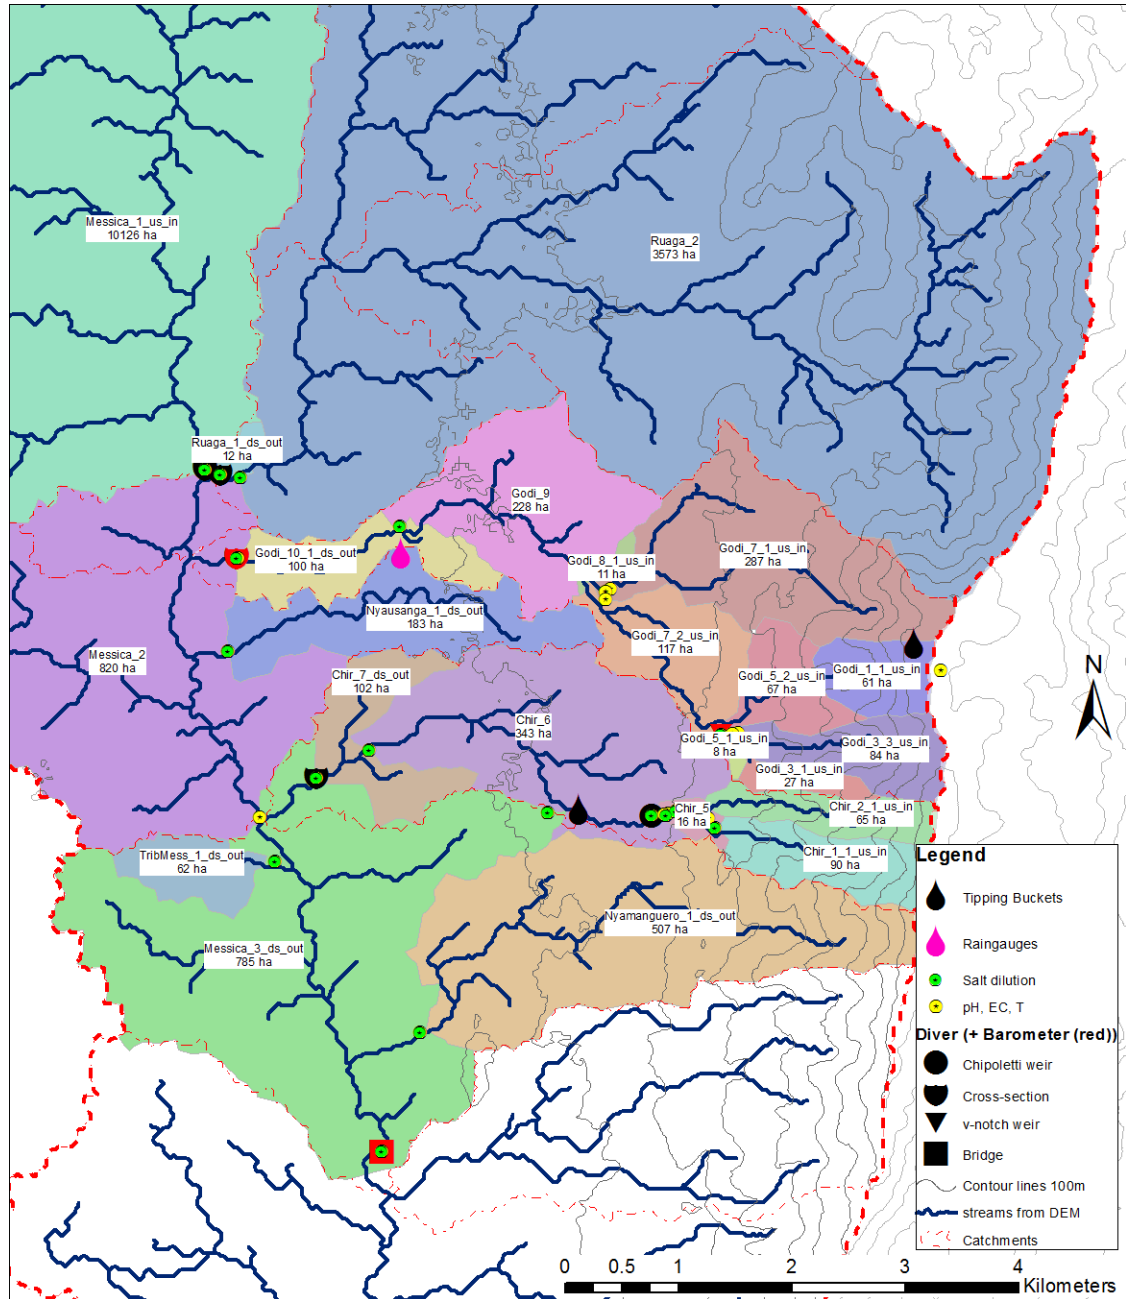 Messica_1_us_in
10126 ha
Ruaga_2
3573 ha
Ruaga_1_ds_out
12 ha
Godi_9
228 ha
Godi_10_1_ds_out
100 ha
Godi_8_1_us_in
11 ha
Godi_7_1_us_in
287 ha
Nyausanga_1_ds_out
183 ha
Godi_7_2_us_in
117 ha
Messica_2
820 ha
Chir_7_ds_out
102 ha
Godi_5_2_us_in
67 ha
Godi_1_1_us_in
61 ha
N
Chir_6
343 ha
Godi_5_1_us_in
8 ha
Godi_3_3_us_in
84 ha
Godi_3_1_us_in
27 ha
Chir_5
16 ha
Chir_2_1_us_in
65 ha
TribMess_1_ds_out
62 ha
Chir_1_1_us_in
90 ha
Nyamanguero_1_ds_out
507 ha
Messica_3_ds_out
785 ha
Legend
Tipping Buckets
Raingauges
Salt dilution
pH, EC, T
Diver (+ Barometer (red))
Chipoletti weir
Cross-section
v-notch weir
Bridge
Contour lines 100m
streams from DEM
Catchments
0 0.5 1 2 3 4
Kilometers